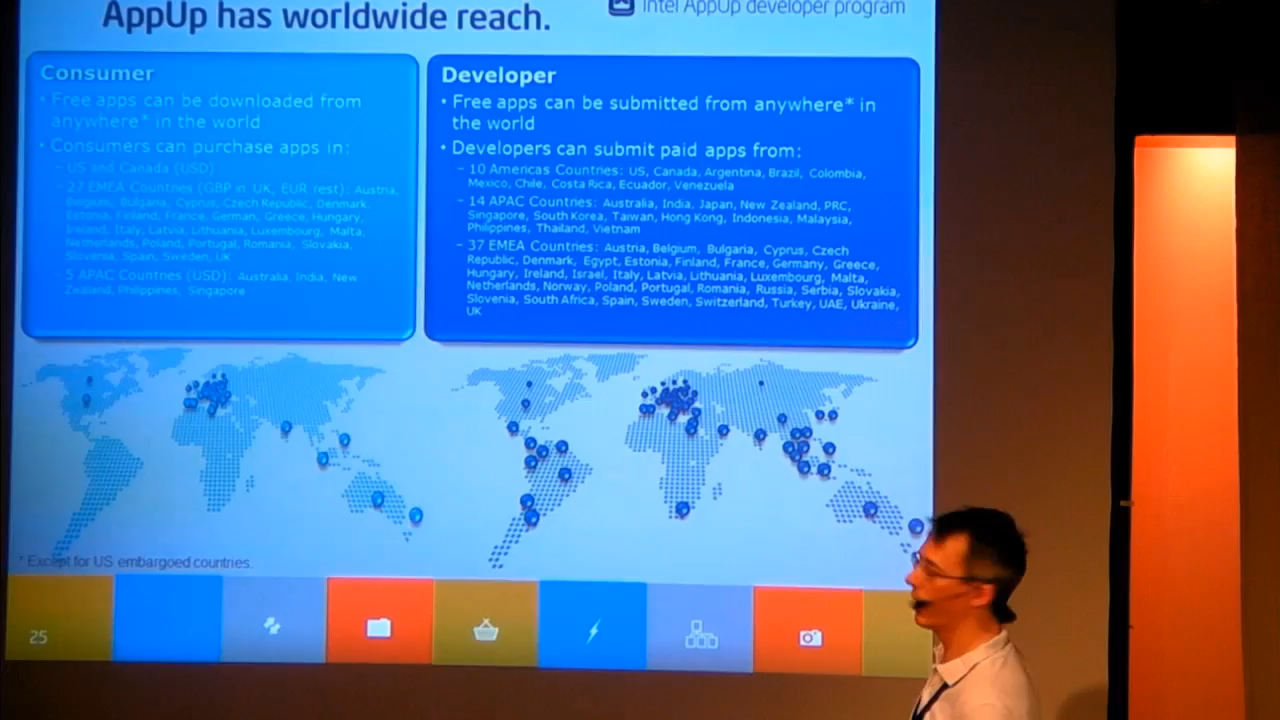 AppUp has worldwide reach.
Intel AppUp developer program
Consumer
• Free apps can be downloaded from
anywhere* in the world
• Consumers can purchase apps in:
– US and Canada (USD)
– 27 EMEA Countries (GBP in UK, EUR rest): Austria,
Belgium, Bulgaria, Cyprus, Czech Republic, Denmark,
Estonia, Finland, France, German, Greece, Hungary,
Ireland, Italy, Latvia, Lithuania, Luxembourg, Malta,
Netherlands, Poland, Portugal, Romania, Slovakia,
Slovenia, Spain, Sweden, UK
5 APAC Countries (USD): Australia, India, New
Zealand, Philippines, Singapore
Developer
• Free apps can be submitted from anywhere* in
the world
• Developers can submit paid apps from:
– 10 Americas Countries: US, Canada, Argentina, Brazil, Colombia,
Mexico, Chile, Costa Rica, Ecuador, Venezuela
– 14 APAC Countries: Australia, India, Japan, New Zealand, PRC,
Singapore, South Korea, Taiwan, Hong Kong, Indonesia, Malaysia,
Philippines, Thailand, Vietnam
– 37 EMEA Countries: Austria, Belgium, Bulgaria, Cyprus, Czech
Republic, Denmark, Egypt, Estonia, Finland, France, Germany, Greece,
Hungary, Ireland, Israel, Italy, Latvia, Lithuania, Luxembourg, Malta,
Netherlands, Norway, Poland, Portugal, Romania, Russia, Serbia, Slovakia,
Slovenia, South Africa, Spain, Sweden, Switzerland, Turkey, UAE, Ukraine,
UK
* Except for US embargoed countries.
25